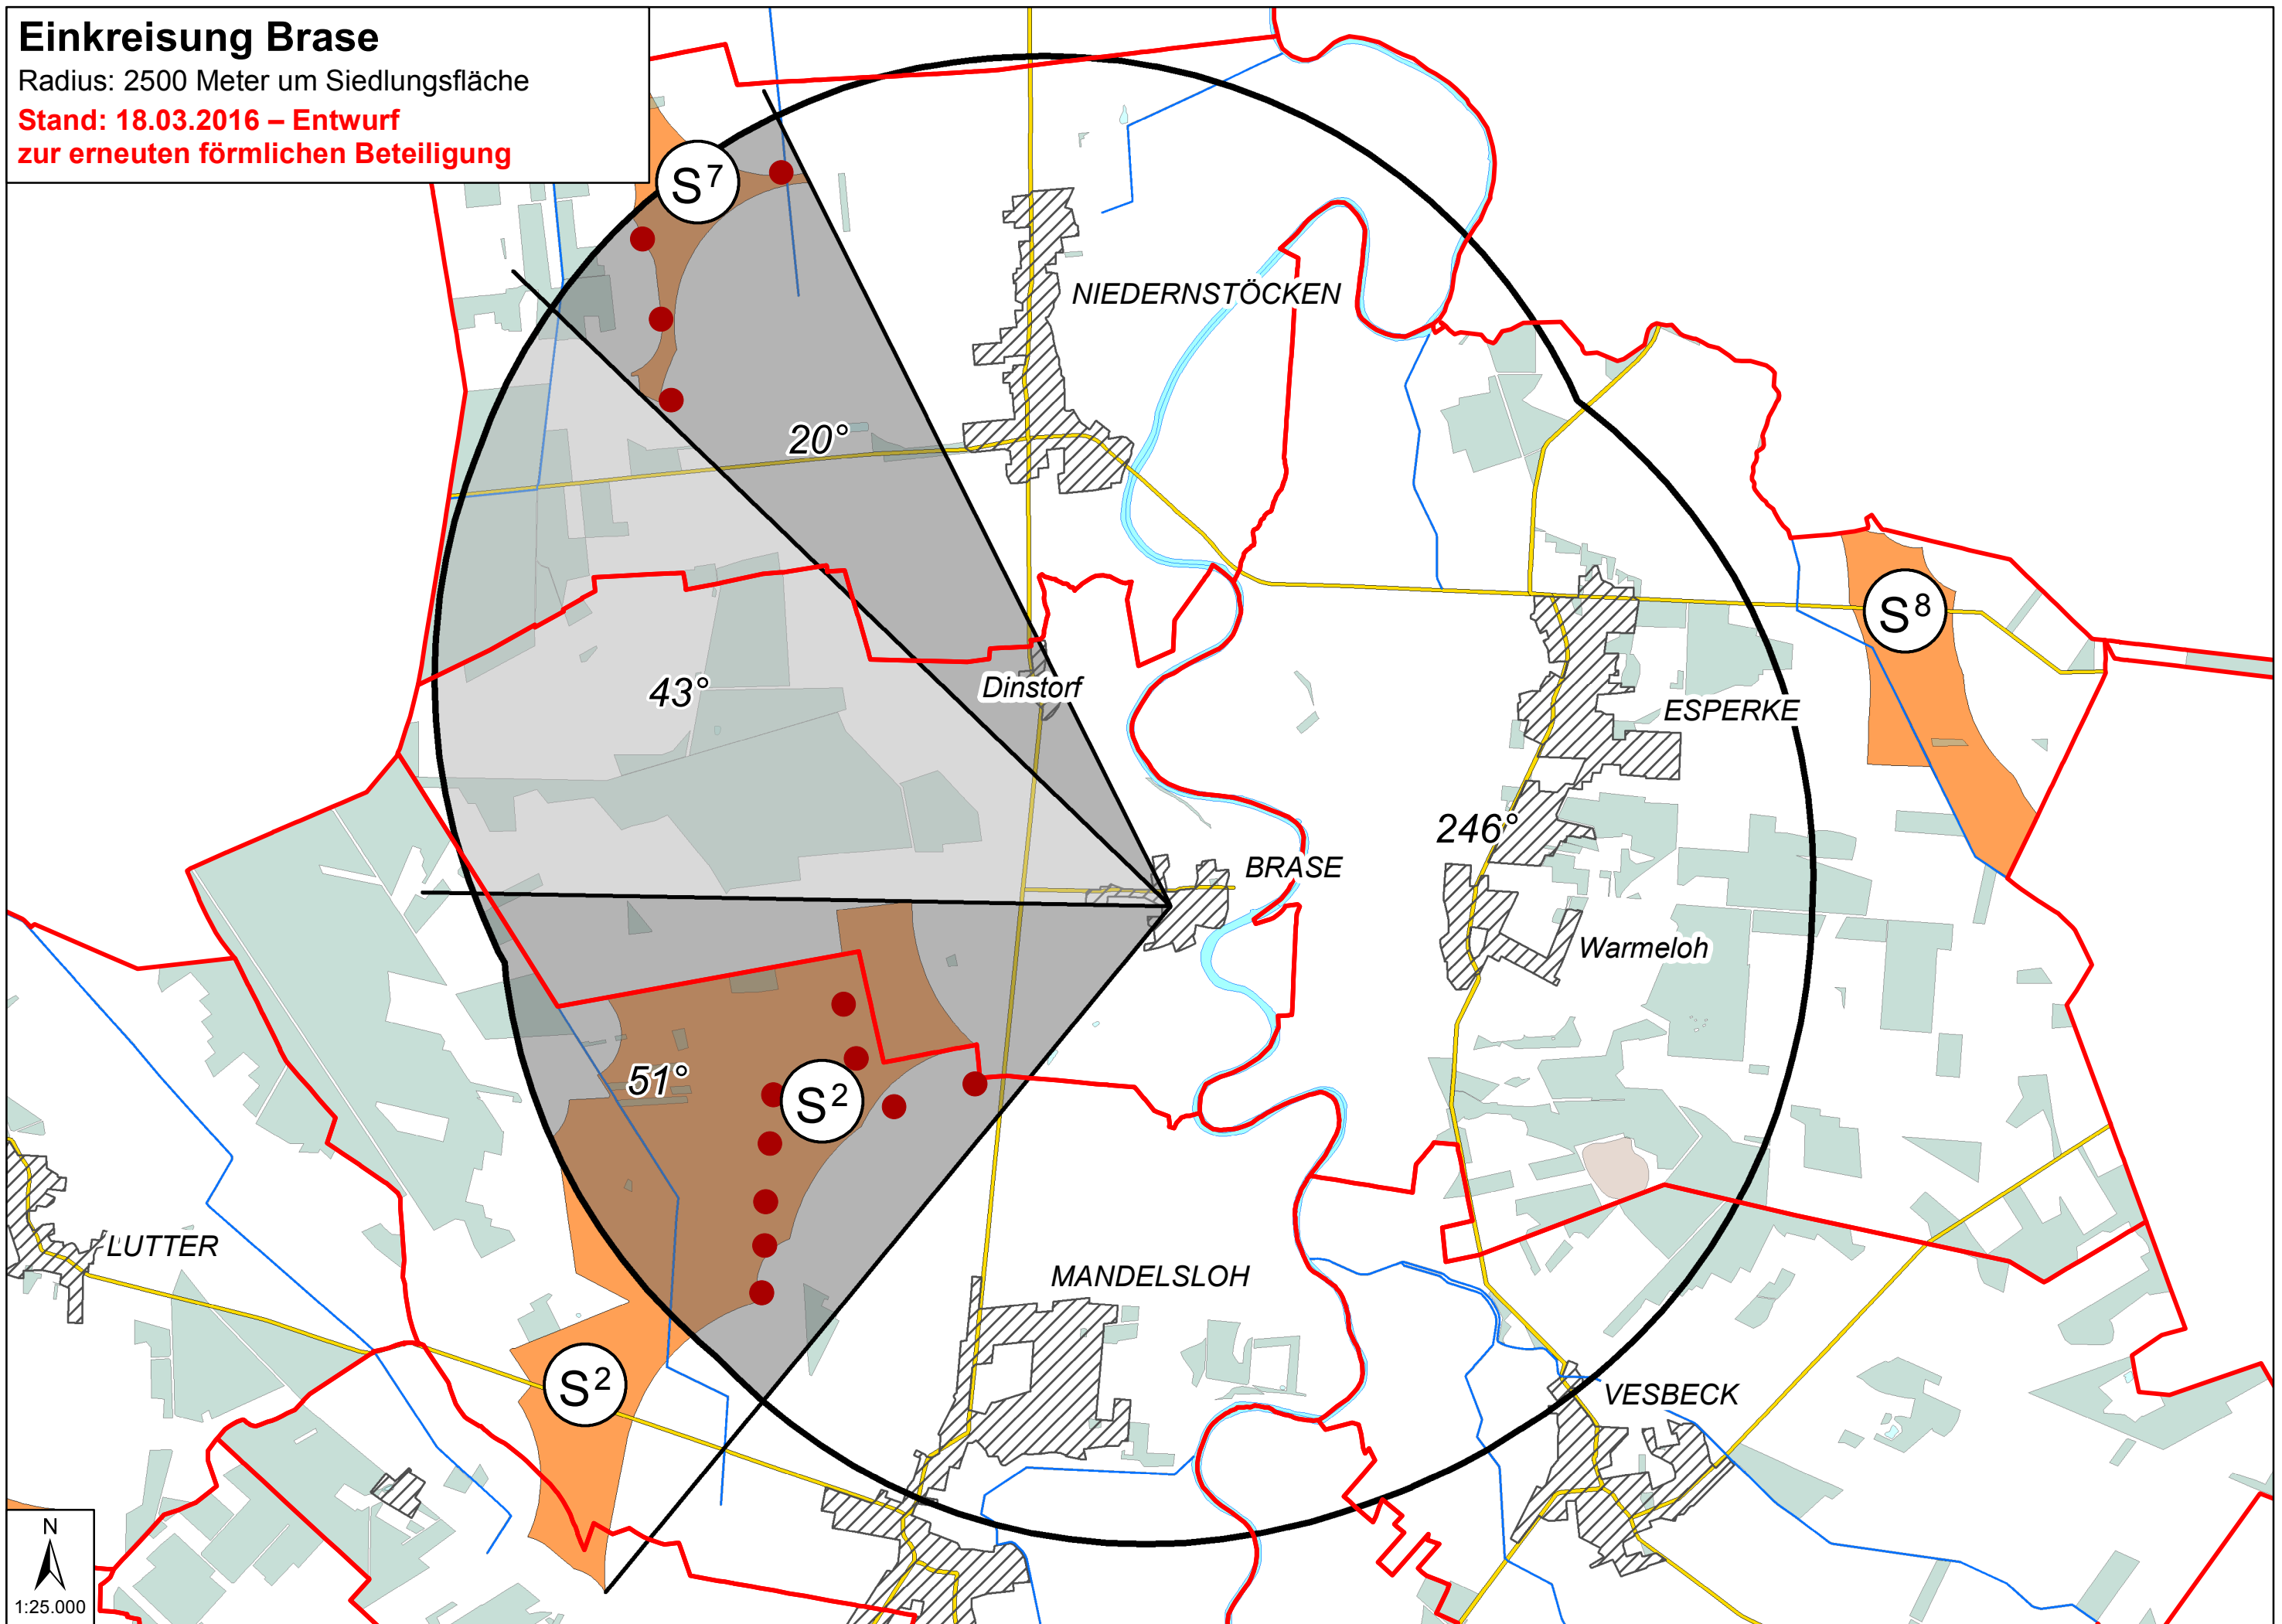 Einkreisung Brase
Radius: 2500 Meter um Siedlungsfläche
Stand: 18.03.2016 – Entwurf
zur erneuten förmlichen Beteiligung
S7
NIEDERNSTÖCKEN
20°
S8
43°
Dinstorf
ESPERKE
246°
BRASE
Warmeloh
51°
S2
LUTTER
MANDELSLOH
S2
VESBECK
N
1:25.000